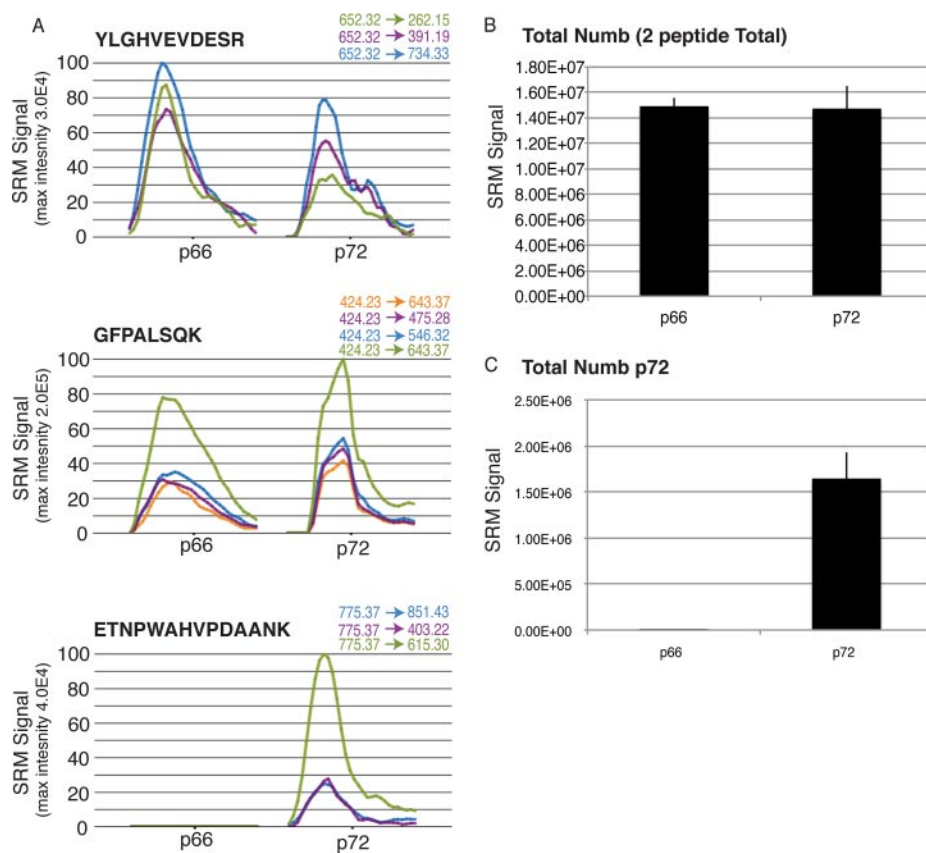 A
YLGHVEVDESR
652.32 → 262.15
652.32 → 391.19
652.32 → 734.33
SRM Signal
(max intesnity 3.0E4)
100
80
60
40
20
0
p66
p72
GFPALSQK
424.23 → 643.37
424.23 → 475.28
424.23 → 546.32
424.23 → 643.37
SRM Signal
(max intesnity 2.0E5)
100
80
60
40
20
0
p66
p72
ETNPWAHVPDAANK
775.37 → 851.43
775.37 → 403.22
775.37 → 615.30
SRM Signal
(max intesnity 4.0E4)
100
80
60
40
20
0
p66
p72
B
Total Numb (2 peptide Total)
SRM Signal
1.80E+07
1.60E+07
1.40E+07
1.20E+07
1.00E+07
8.00E+06
6.00E+06
4.00E+06
2.00E+06
0.00E+00
p66
p72
C
Total Numb p72
SRM Signal
2.50E+06
2.00E+06
1.50E+06
1.00E+06
5.00E+05
0.00E+00
p66
p72